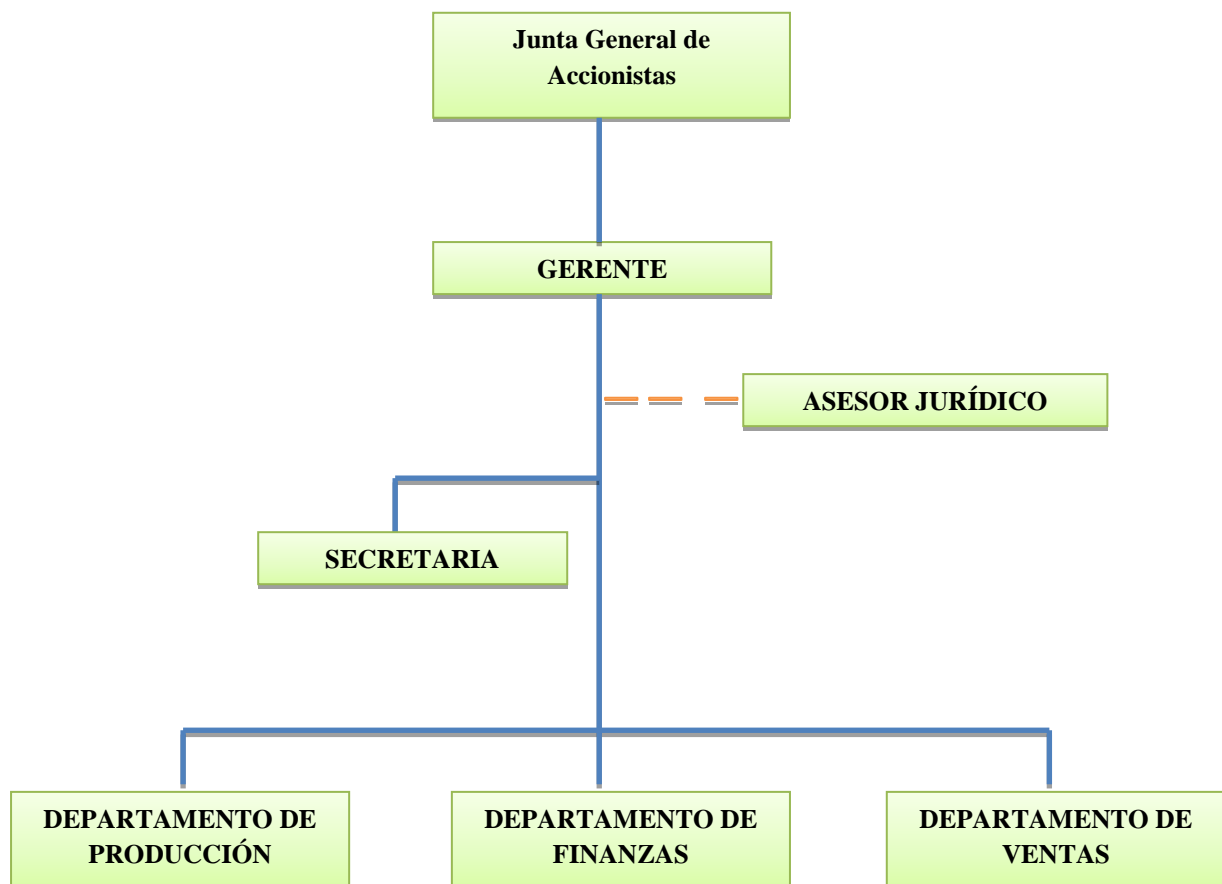 Junta General de
Accionistas
GERENTE
ASESOR JURÍDICO
SECRETARIA
DEPARTAMENTO DE
PRODUCCIÓN
DEPARTAMENTO DE
FINANZAS
DEPARTAMENTO DE
VENTAS